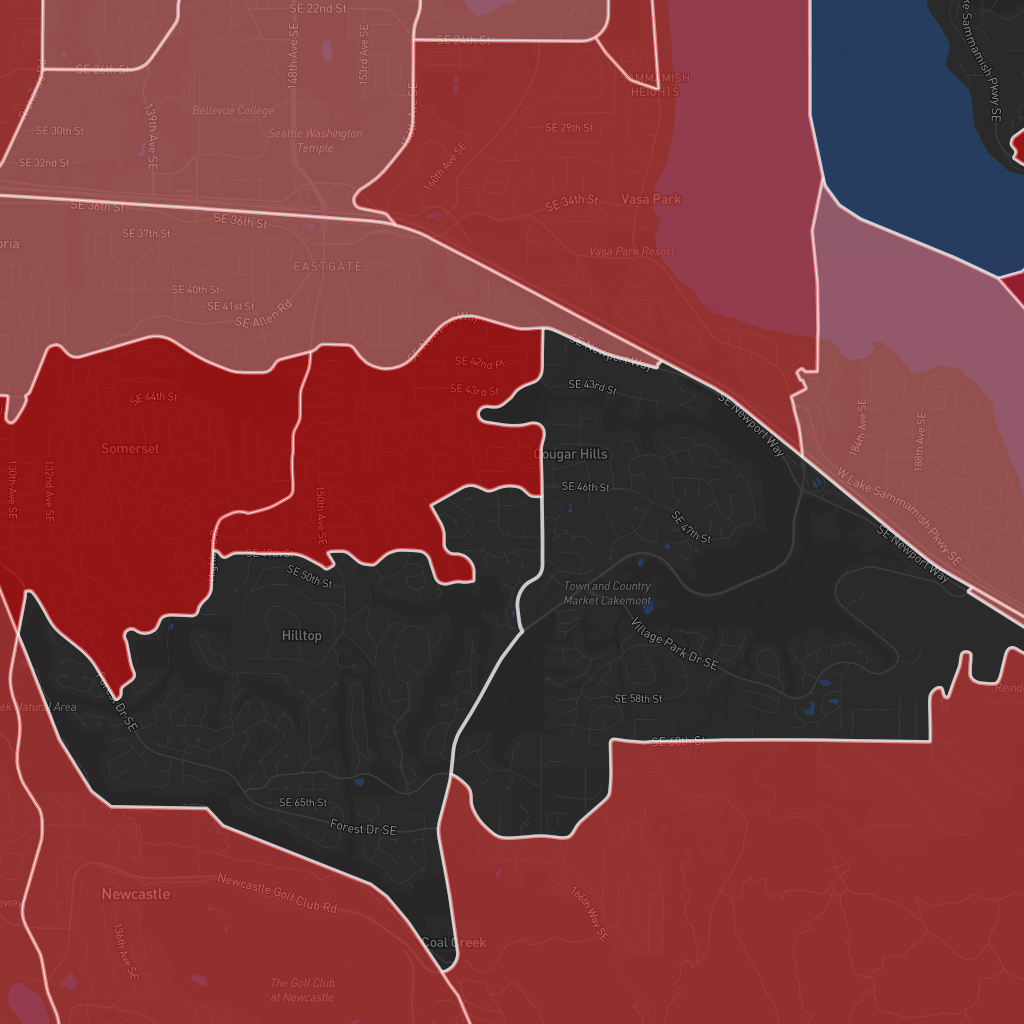 SE 22nd St
148th Ave SE
153rd Ave SE
SE 24th St
SE 26th St
Sammamish Pkwy SE
SAMMAMISH
HEIGHTS
Bellevue College
139th Ave SE
SE 30th St
Seattle Washington
Temple
SE 29th St
SE 32nd St
160th Ave SE
SE 36th St
SE 36th St
SE 34th St
Vasa Park
SE 37th St
Vasa Park Resort
EASTGATE
SE 40th St
SE 41st St
SE Allen Rd
SE Newport Way
SE 42nd Pl
SE 43rd St
SE 43rd St
SE 44th St
SE Newport Way
184th Ave SE
188th Ave SE
Somerset
Cougar Hills
130th Ave SE
132nd Ave SE
SE 46th St
W Lake Sammamish Pkwy SE
150th Ave SE
SE 47th St
SE Newport Way
SE 49th St
SE 50th St
Town and Country
Market Lakemont
Hilltop
Village Park Dr SE
Forest Dr SE
SE 58th St
SE 60th St
SE 65th St
Forest Dr SE
Newcastle
Newcastle Golf Club Rd
136th Ave SE
166th Way SE
Coal Creek
The Golf Club
at Newcastle